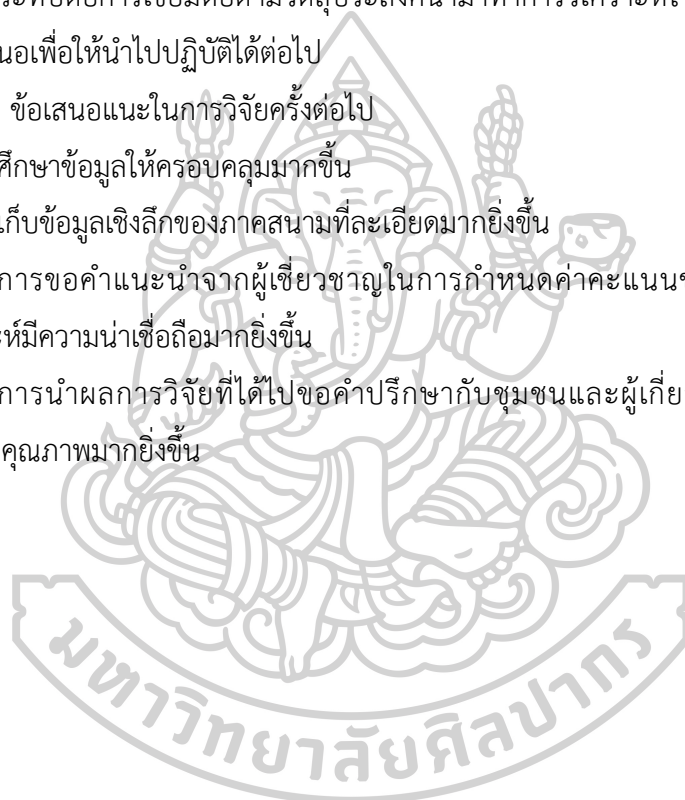 นอเพื่อให้นำไปปฏิบัติได้ต่อไป
ข้อเสนอแนะในการวิจัยครั้งต่อไป
ศึกษาข้อมูลให้ครอบคลุมมากขึ้น
เก็บข้อมูลเชิงลึกของภาคสนามที่ละเอียดมากยิ่งขึ้น
การขอคำแนะนำจากผู้เชี่ยวชาญในการกำหนดค่าคะแนน
ะห์มีความน่าเชื่อถือมากยิ่งขึ้น
การนำผลการวิจัยที่ได้ไปขอคำปรึกษากับชุมชนและผู้เกี่ย
คุณภาพมากยิ่งขึ้น
มหาวิทยาลัยศิลปากร